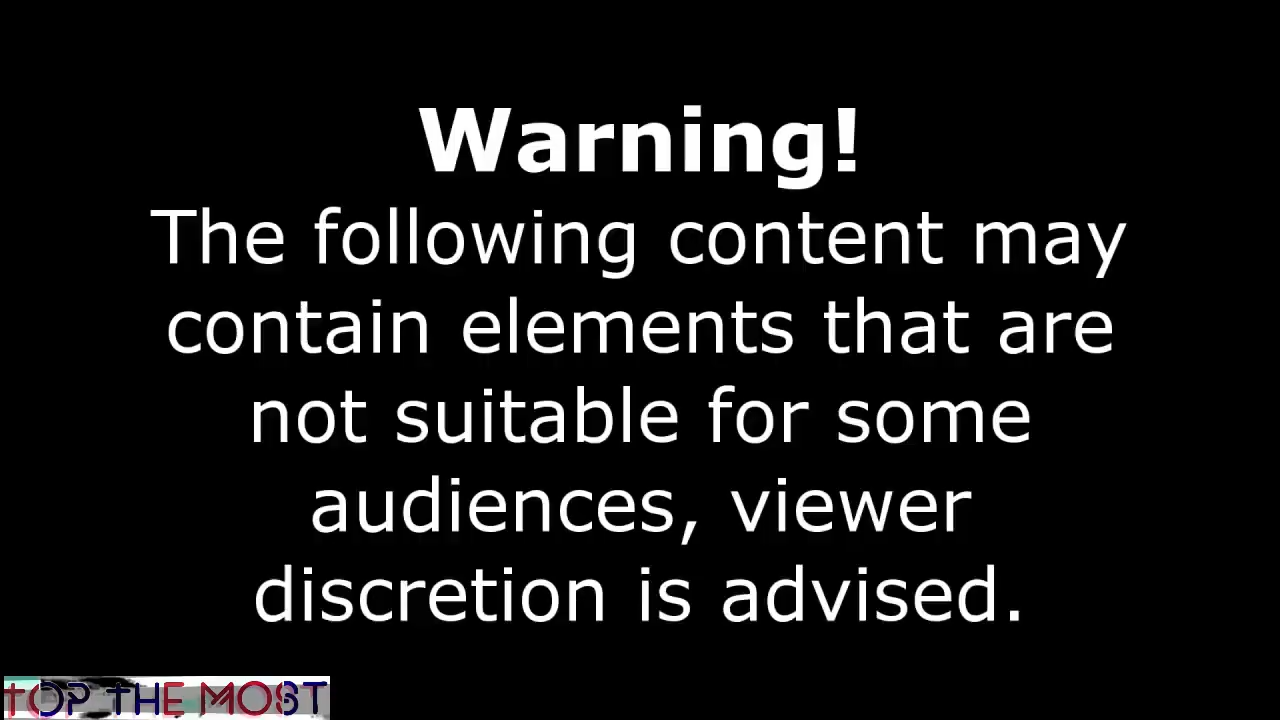 Warning!
The following content may
contain elements that are
not suitable for some
audiences, viewer
discretion is advised.
TOP THE MOST